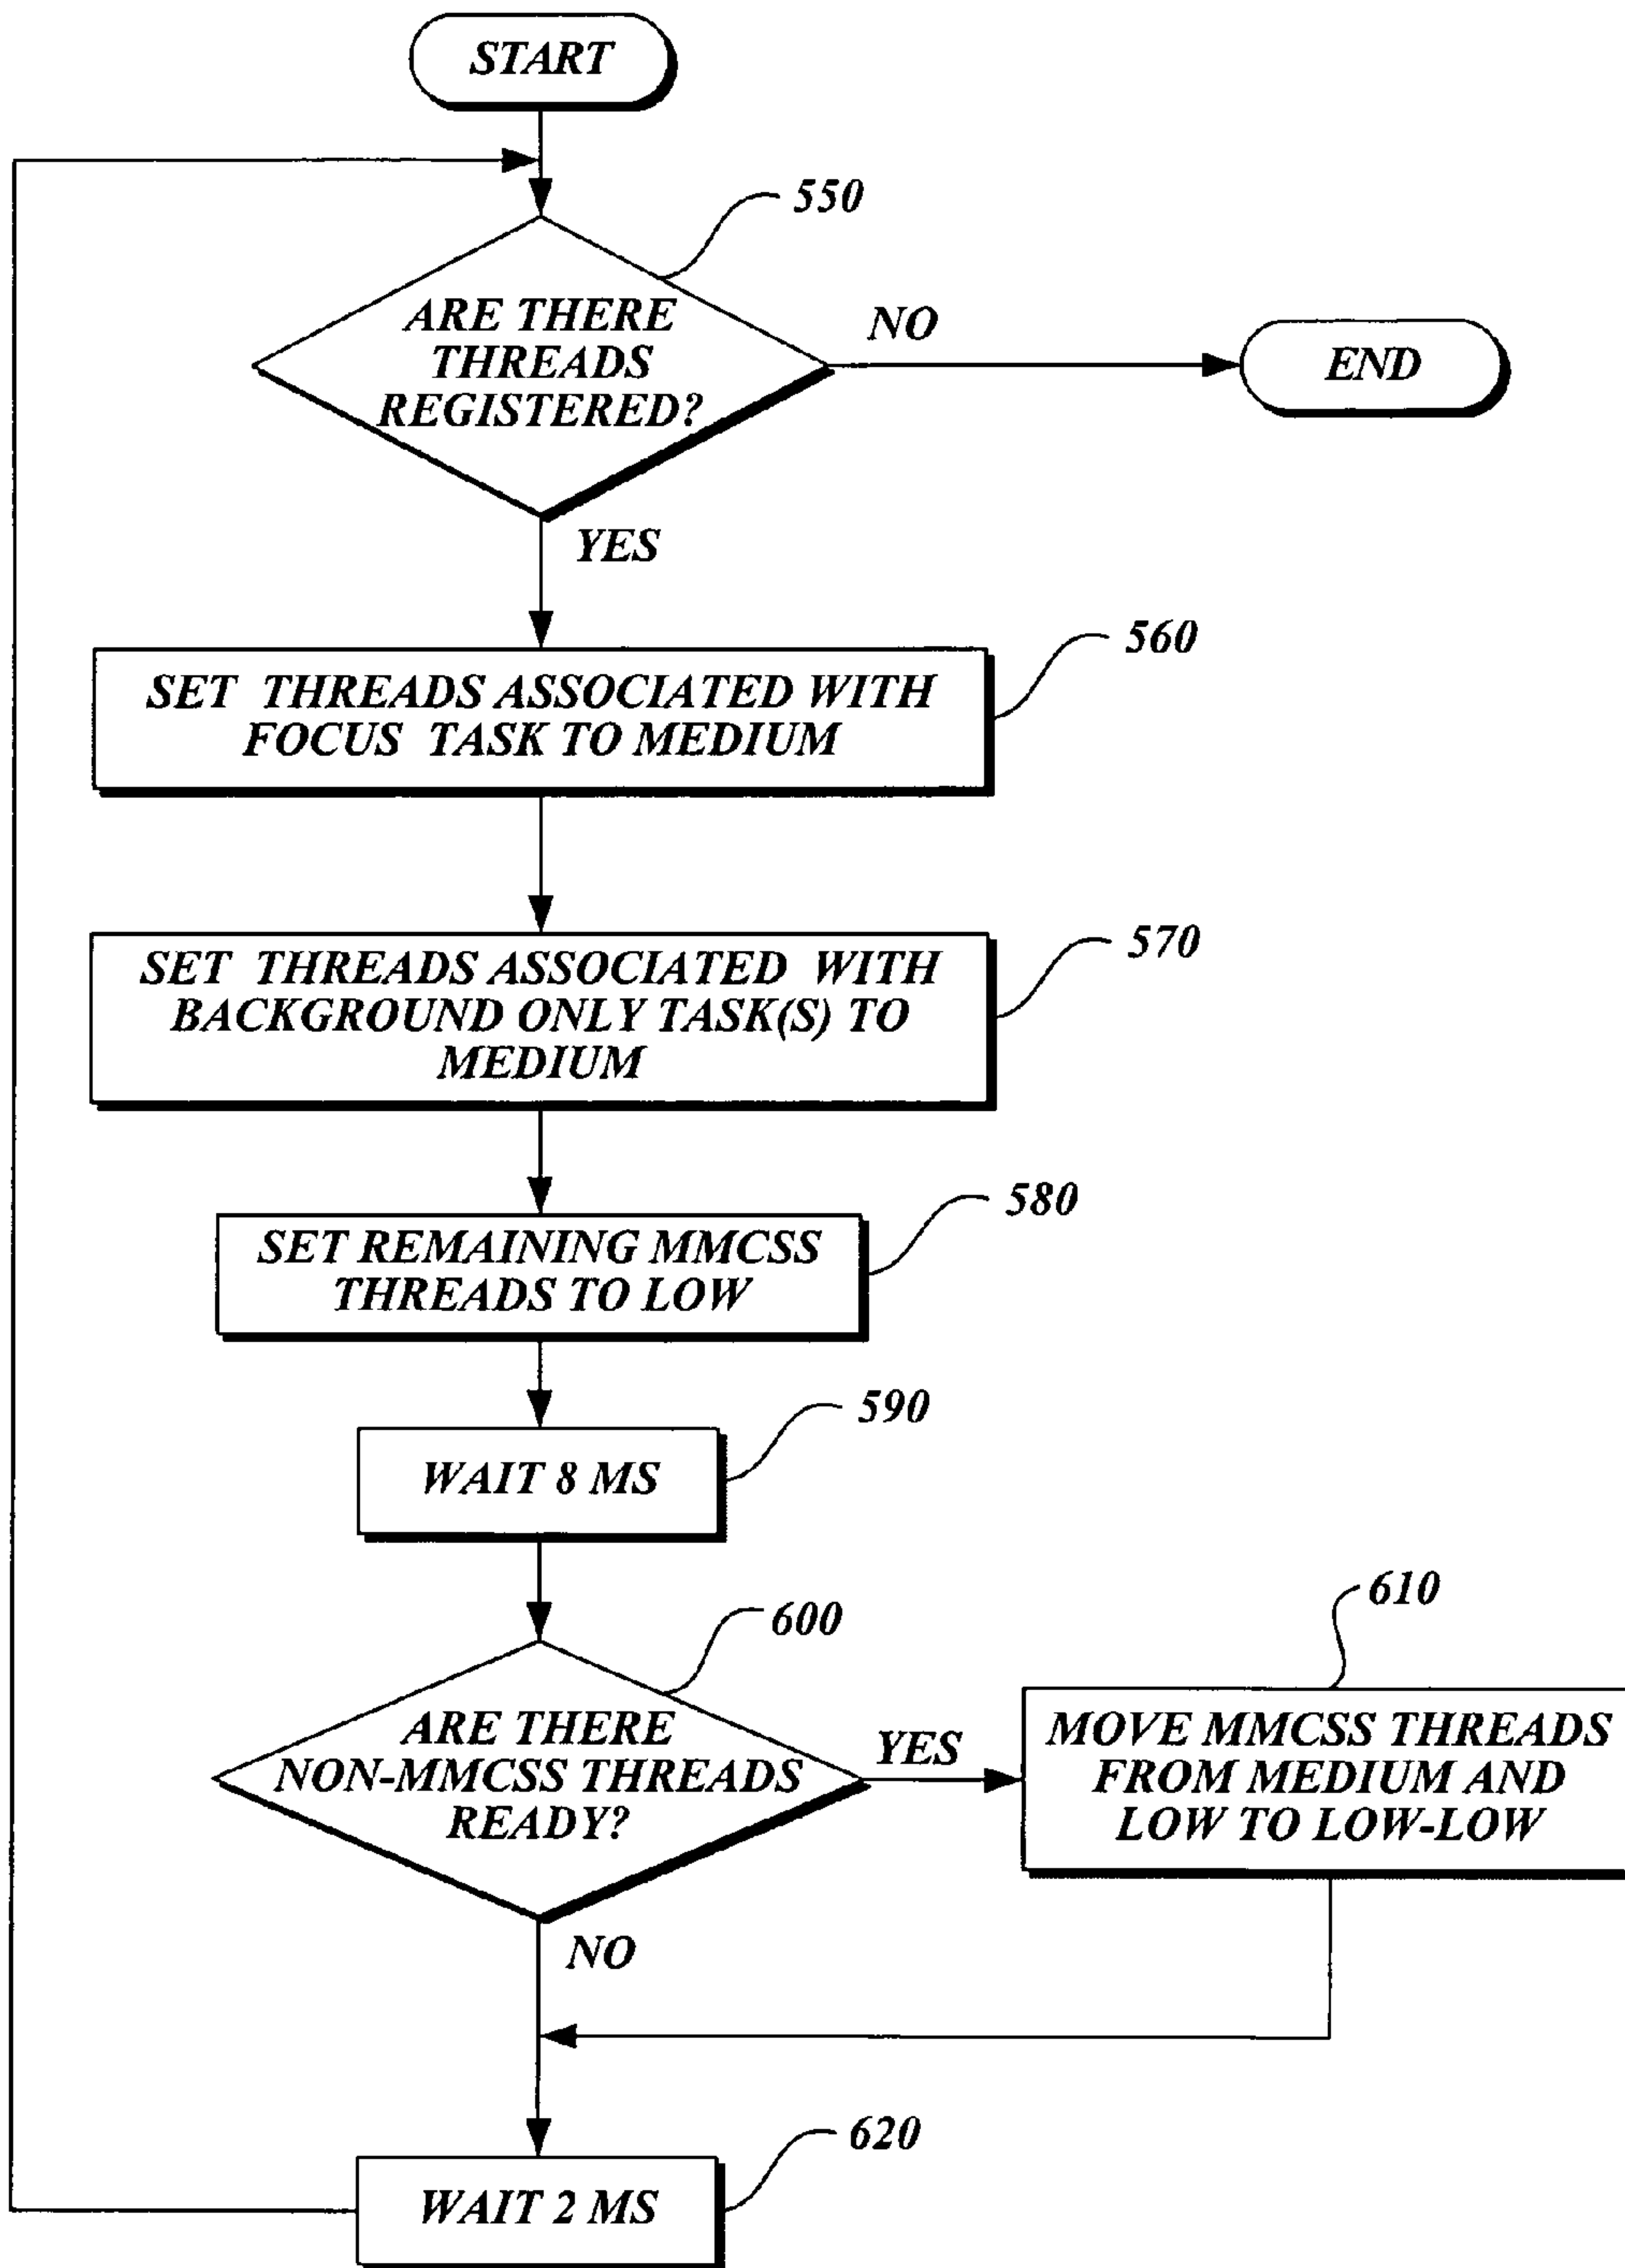 START
550
ARE THERE
THREADS
REGISTERED?
NO
END
YES
560
SET THREADS ASSOCIATED WITH
FOCUS TASK TO MEDIUM
570
SET THREADS ASSOCIATED WITH
BACKGROUND ONLY TASK(S) TO
MEDIUM
580
SET REMAINING MMCSS
THREADS TO LOW
590
WAIT 8 MS
600
ARE THERE
NON-MMCSS THREADS
READY?
YES
610
MOVE MMCSS THREADS
FROM MEDIUM AND
LOW TO LOW-LOW
NO
620
WAIT 2 MS